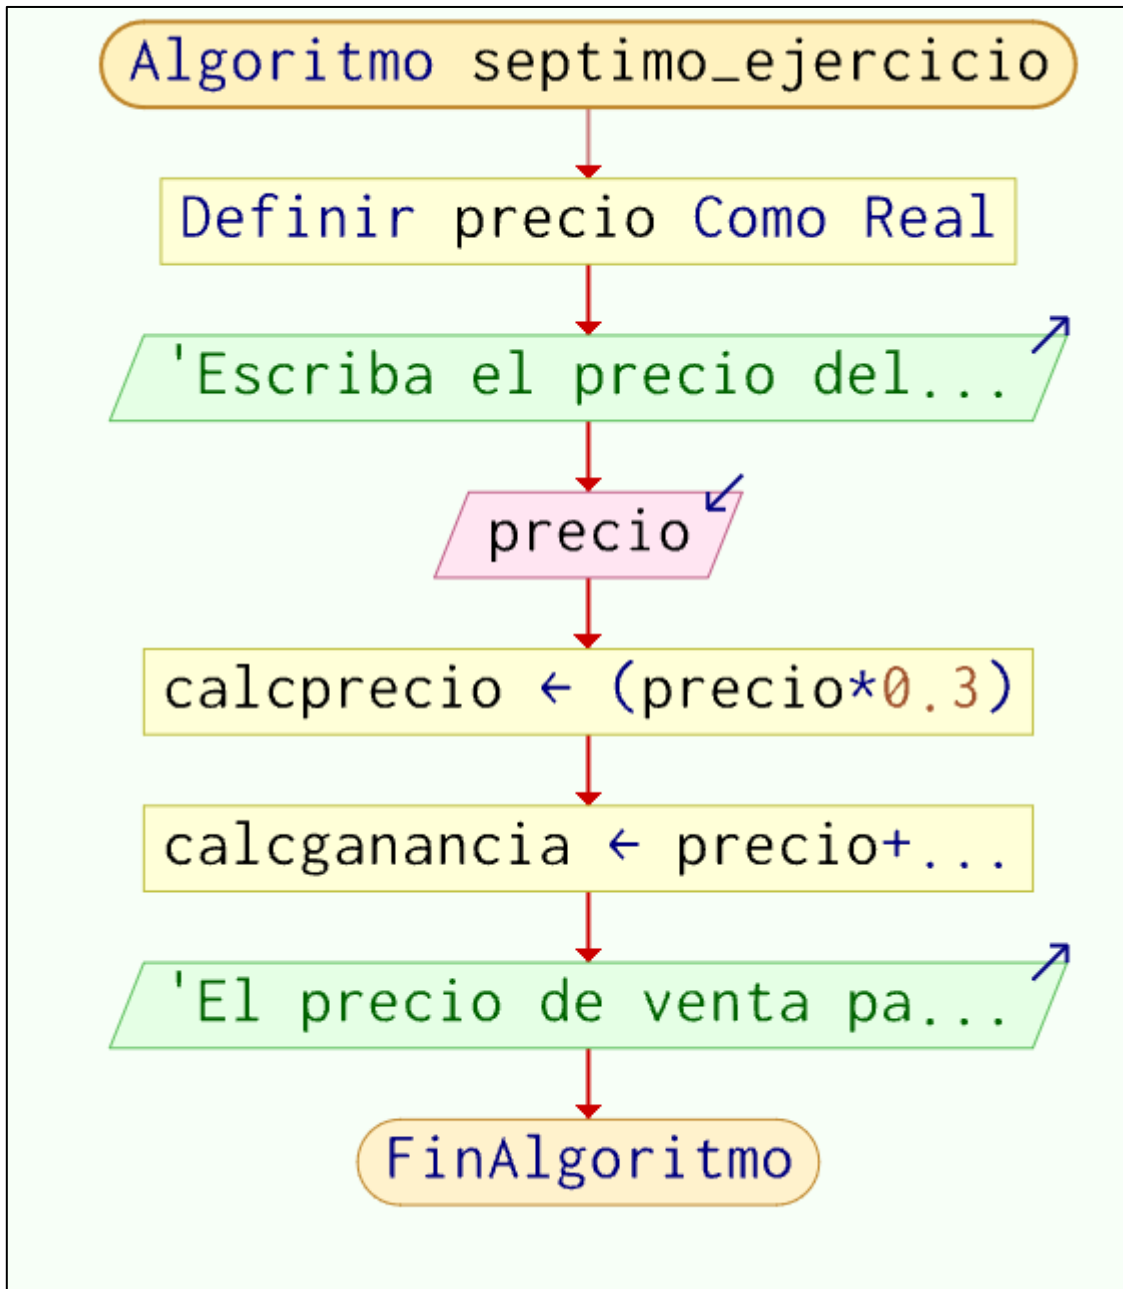 Algoritmo septimo_ejercicio
Definir precio Como Real
'Escriba el precio del...
precio
calcprecio ← (precio*0.3)
calcganancia ← precio+...
'El precio de venta pa...
FinAlgoritmo